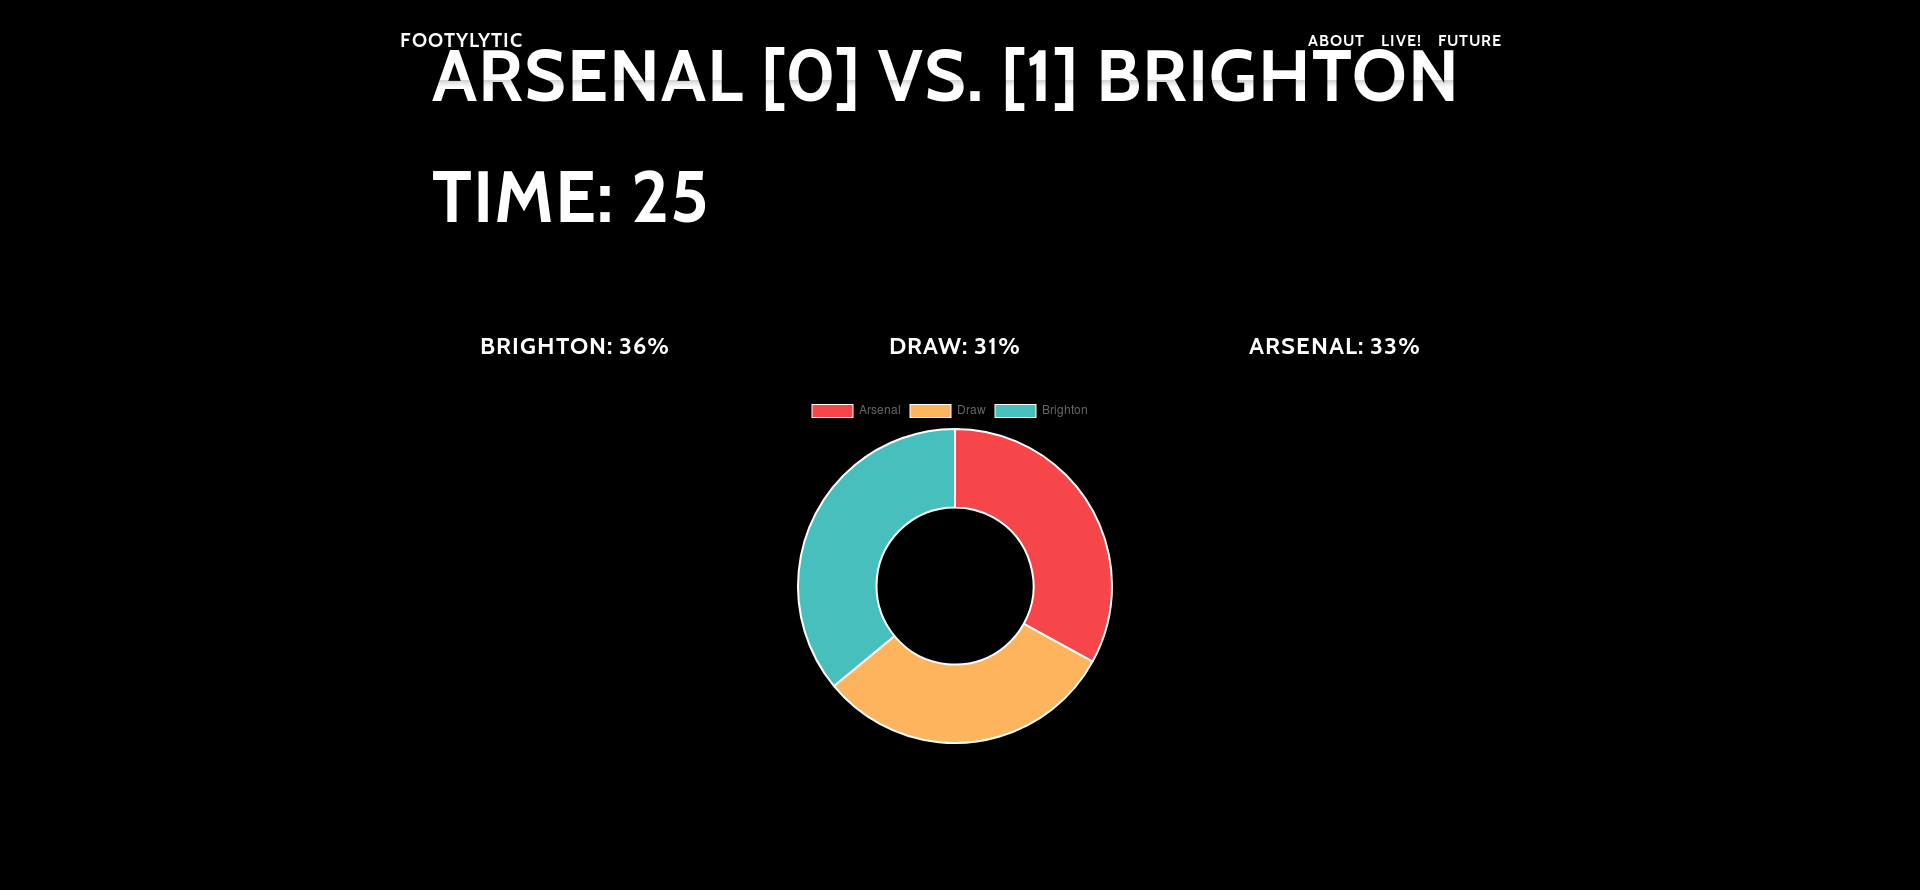 FOOTYLYTIC
ABOUT LIVE! FUTURE
ARSENAL [0] VS. [1] BRIGHTON
TIME: 25
BRIGHTON: 36%
DRAW: 31%
ARSENAL: 33%
Arsenal Draw Brighton